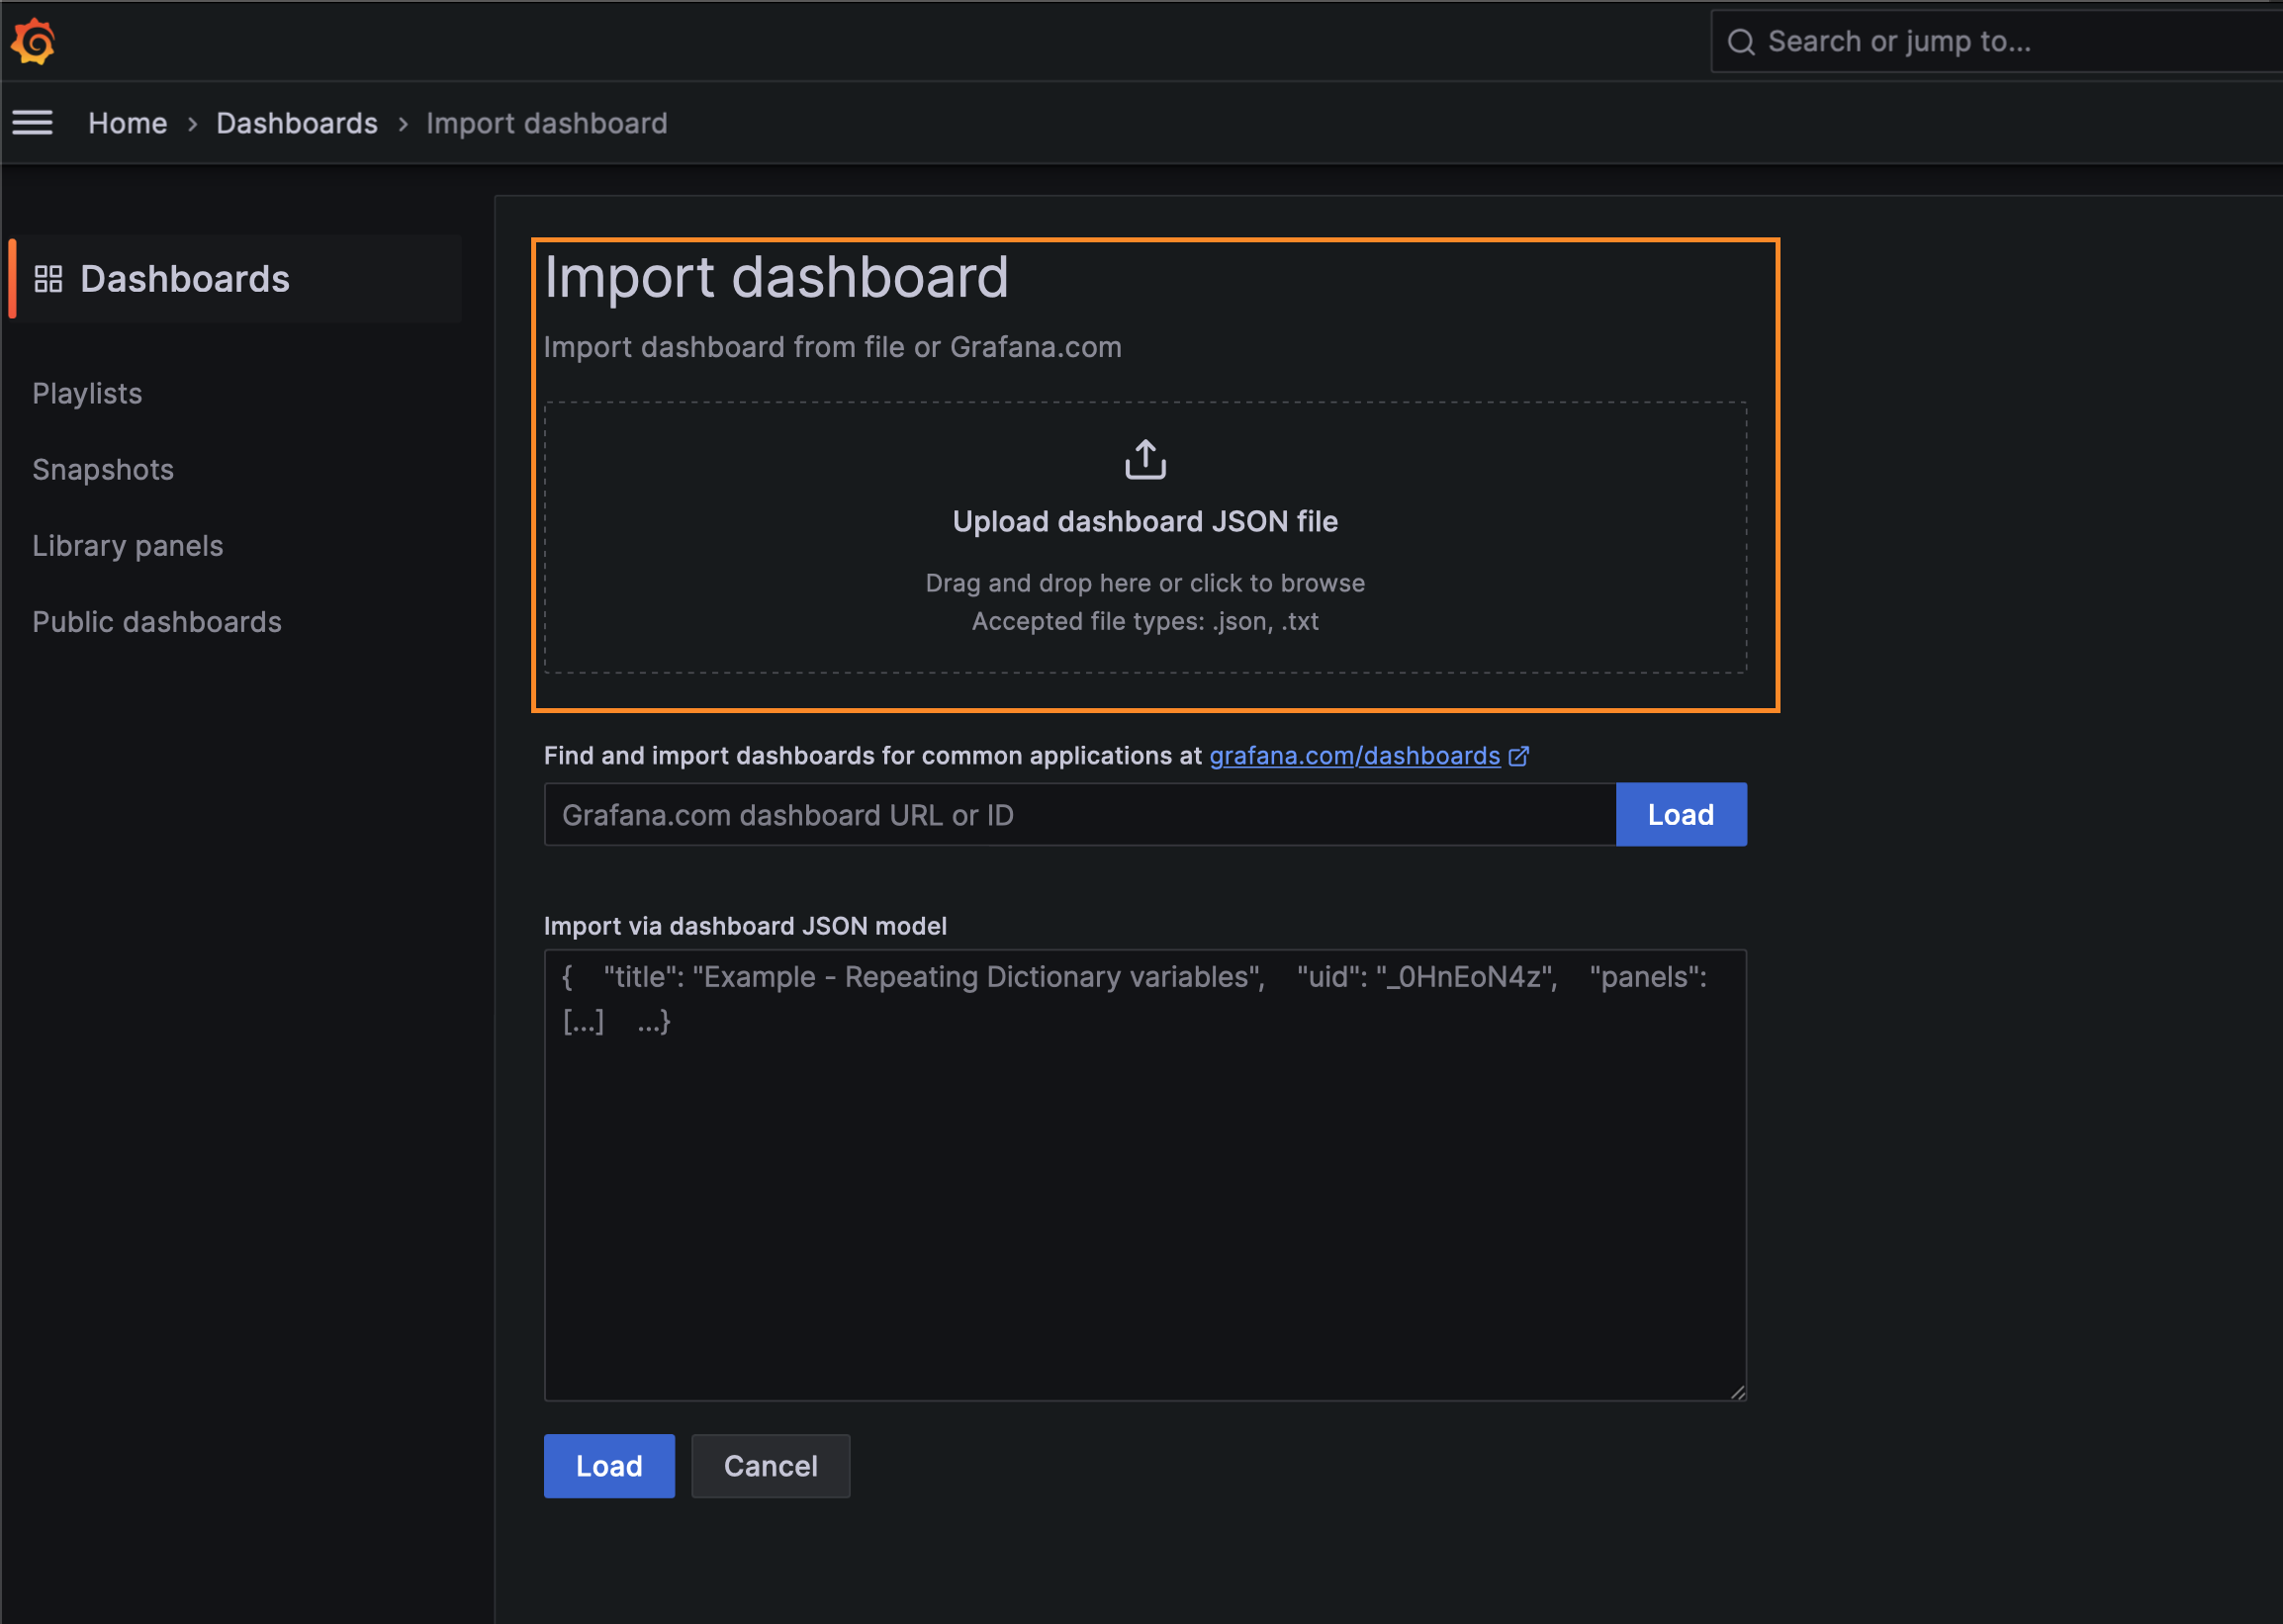 Search or jump to...
Home > Dashboards > Import dashboard
Dashboards
Playlists
Snapshots
Library panels
Public dashboards
Import dashboard
Import dashboard from file or Grafana.com
Upload dashboard JSON file
Drag and drop here or click to browse
Accepted file types: .json, .txt
Find and import dashboards for common applications at grafana.com/dashboards
Grafana.com dashboard URL or ID
Load
Import via dashboard JSON model
{    "title": "Example - Repeating Dictionary variables",    "uid": "_0HnEoN4z",    "panels":
[...]    ...}
Load
Cancel